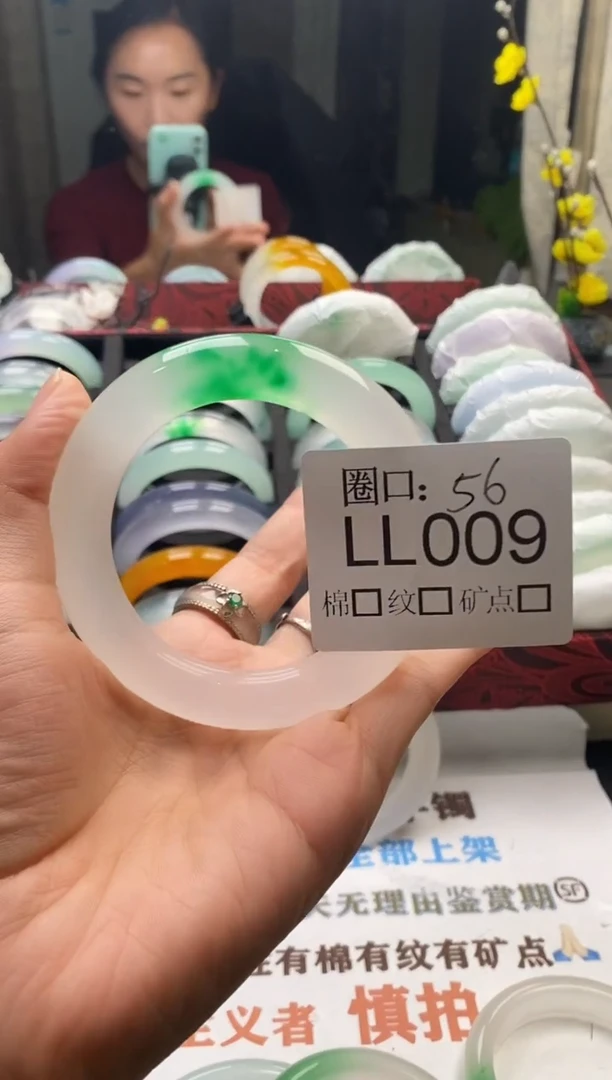 圈口: 56
LL009
棉□ 纹□ 矿点□
镯
全部上架
天无理由鉴赏期 SF
有棉有纹有矿点🙏
主义者 慎拍